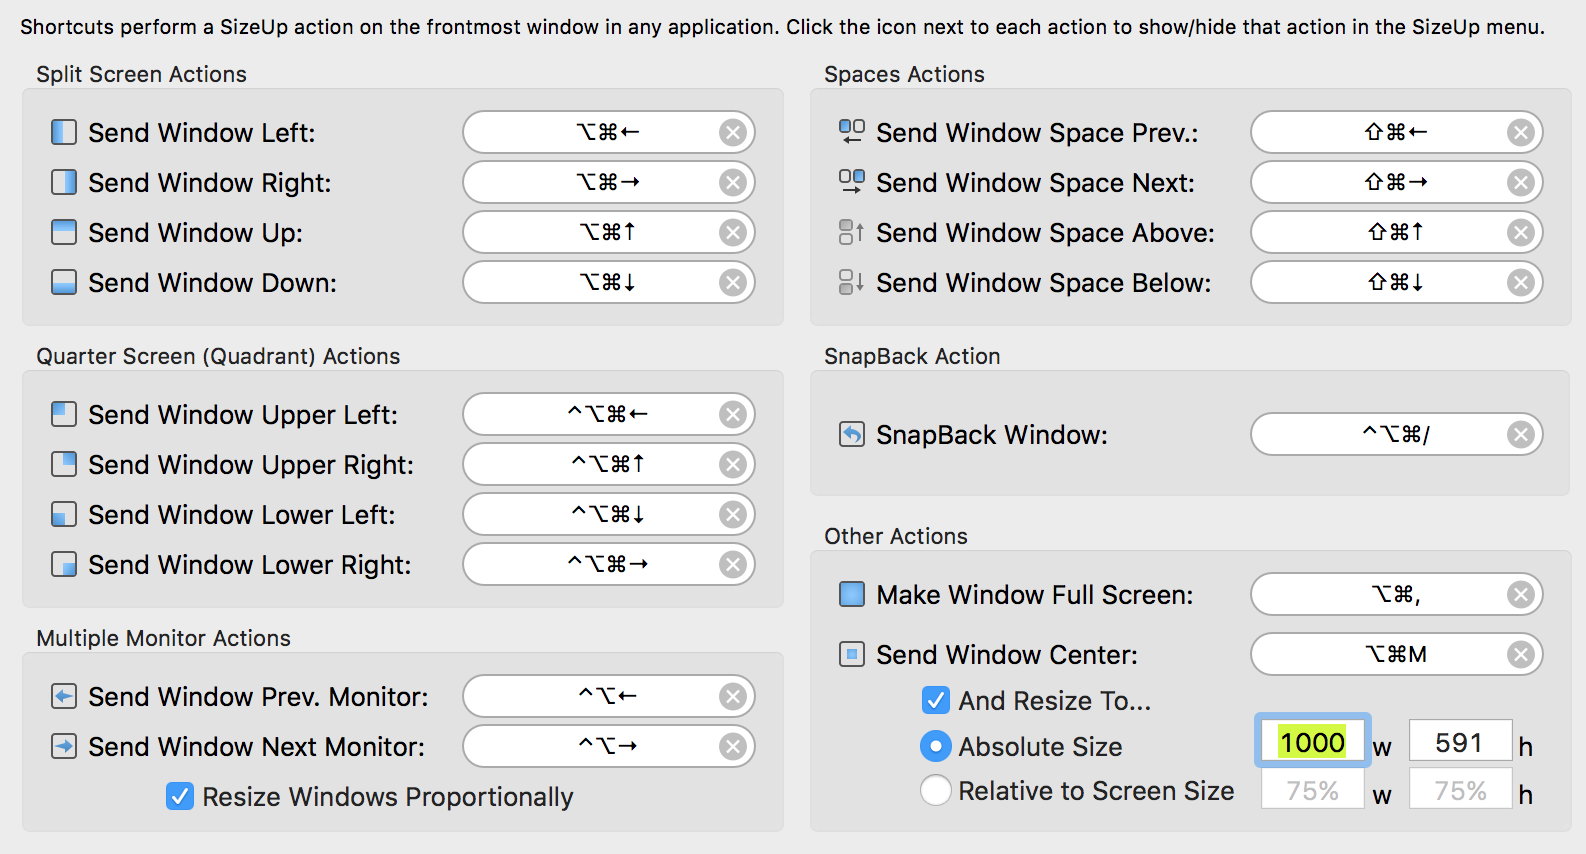 Shortcuts perform a SizeUp action on the frontmost window in any application. Click the icon next to each action to show/hide that action in the SizeUp menu.
Split Screen Actions
Send Window Left: ⌥⌘←
Send Window Right: ⌥⌘→
Send Window Up: ⌥⌘↑
Send Window Down: ⌥⌘↓
Quarter Screen (Quadrant) Actions
Send Window Upper Left: ^⌥⌘←
Send Window Upper Right: ^⌥⌘↑
Send Window Lower Left: ^⌥⌘↓
Send Window Lower Right: ^⌥⌘→
Multiple Monitor Actions
Send Window Prev. Monitor: ^⌥←
Send Window Next Monitor: ^⌥→
Resize Windows Proportionally
Spaces Actions
Send Window Space Prev.: ⇧⌘←
Send Window Space Next: ⇧⌘→
Send Window Space Above: ⇧⌘↑
Send Window Space Below: ⇧⌘↓
SnapBack Action
SnapBack Window: ^⌥⌘/
Other Actions
Make Window Full Screen: ⌥⌘,
Send Window Center: ⌥⌘M
And Resize To...
Absolute Size 1000 w 591 h
Relative to Screen Size 75% w 75% h